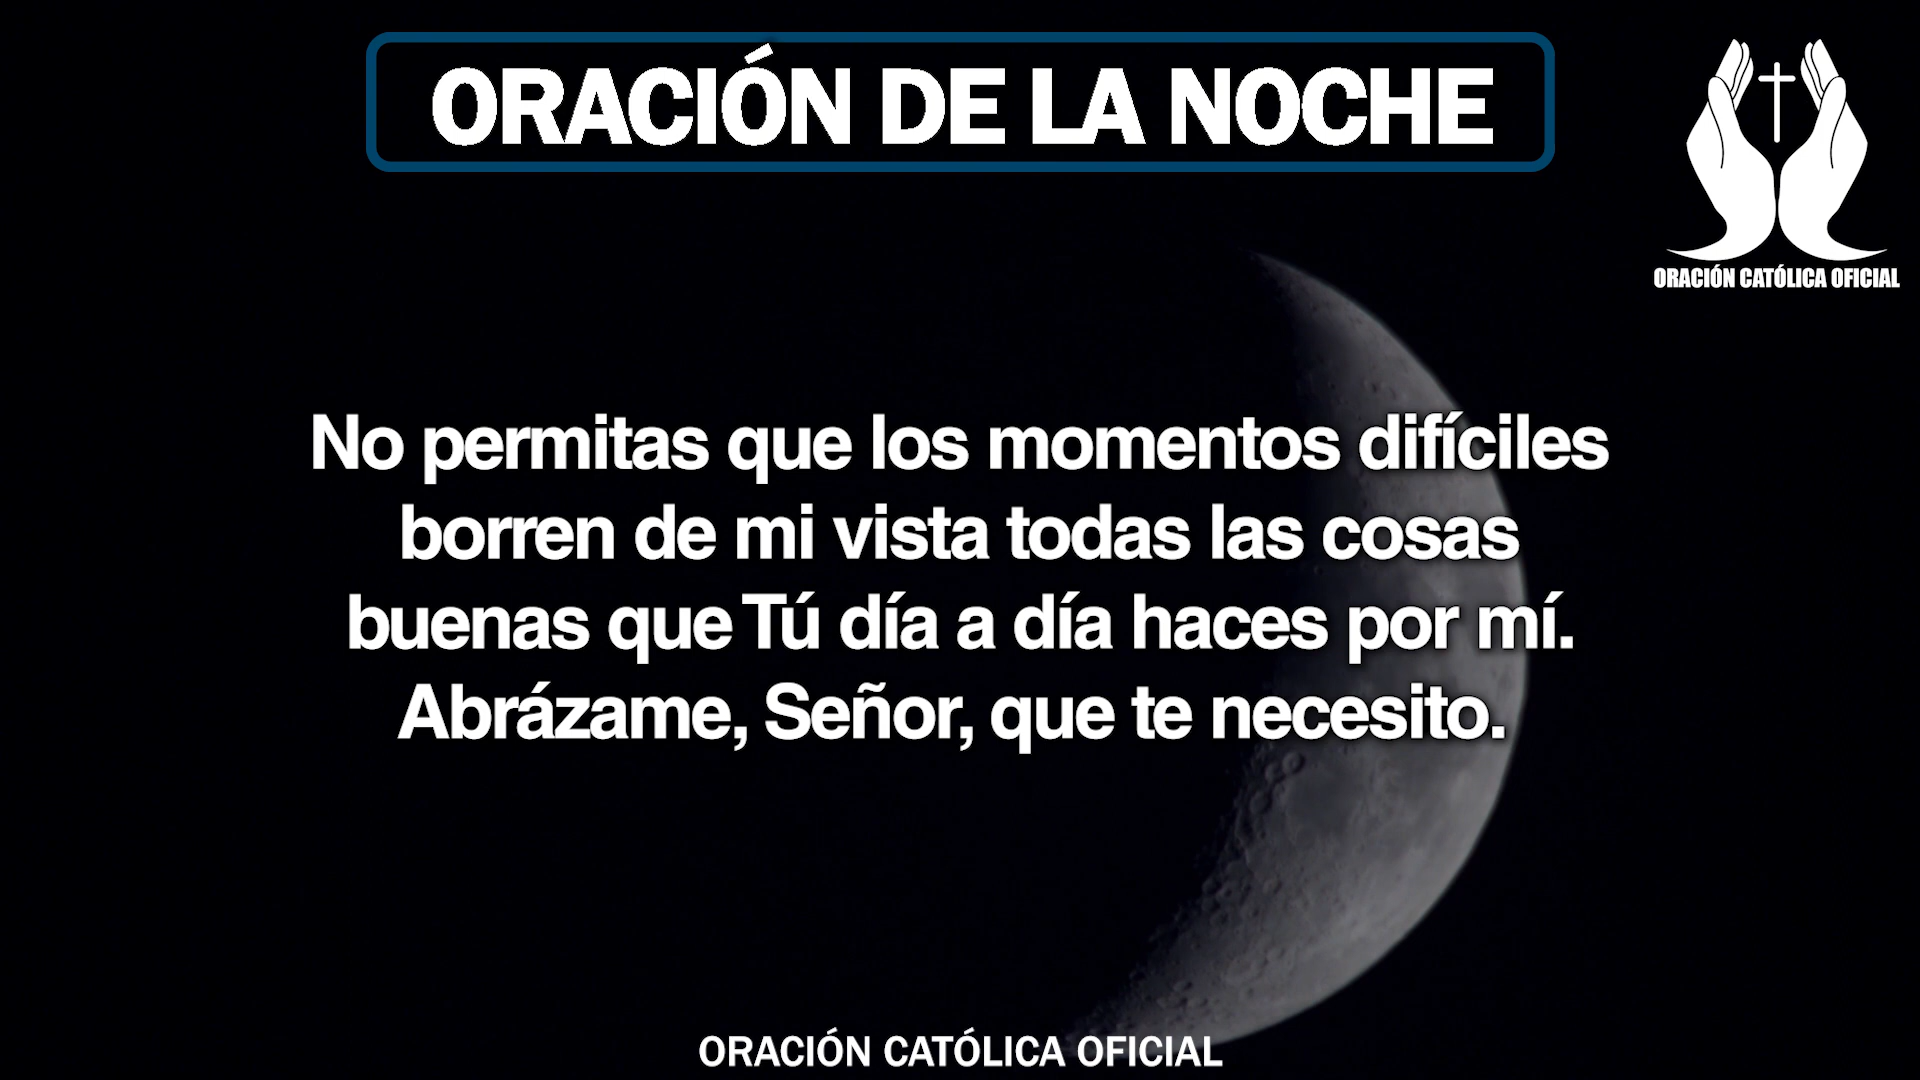 ORACIÓN DE LA NOCHE
ORACIÓN CATÓLICA OFICIAL
No permitas que los momentos difíciles
borren de mi vista todas las cosas
buenas que Tú día a día haces por mí.
Abrázame, Señor, que te necesito.
ORACIÓN CATÓLICA OFICIAL